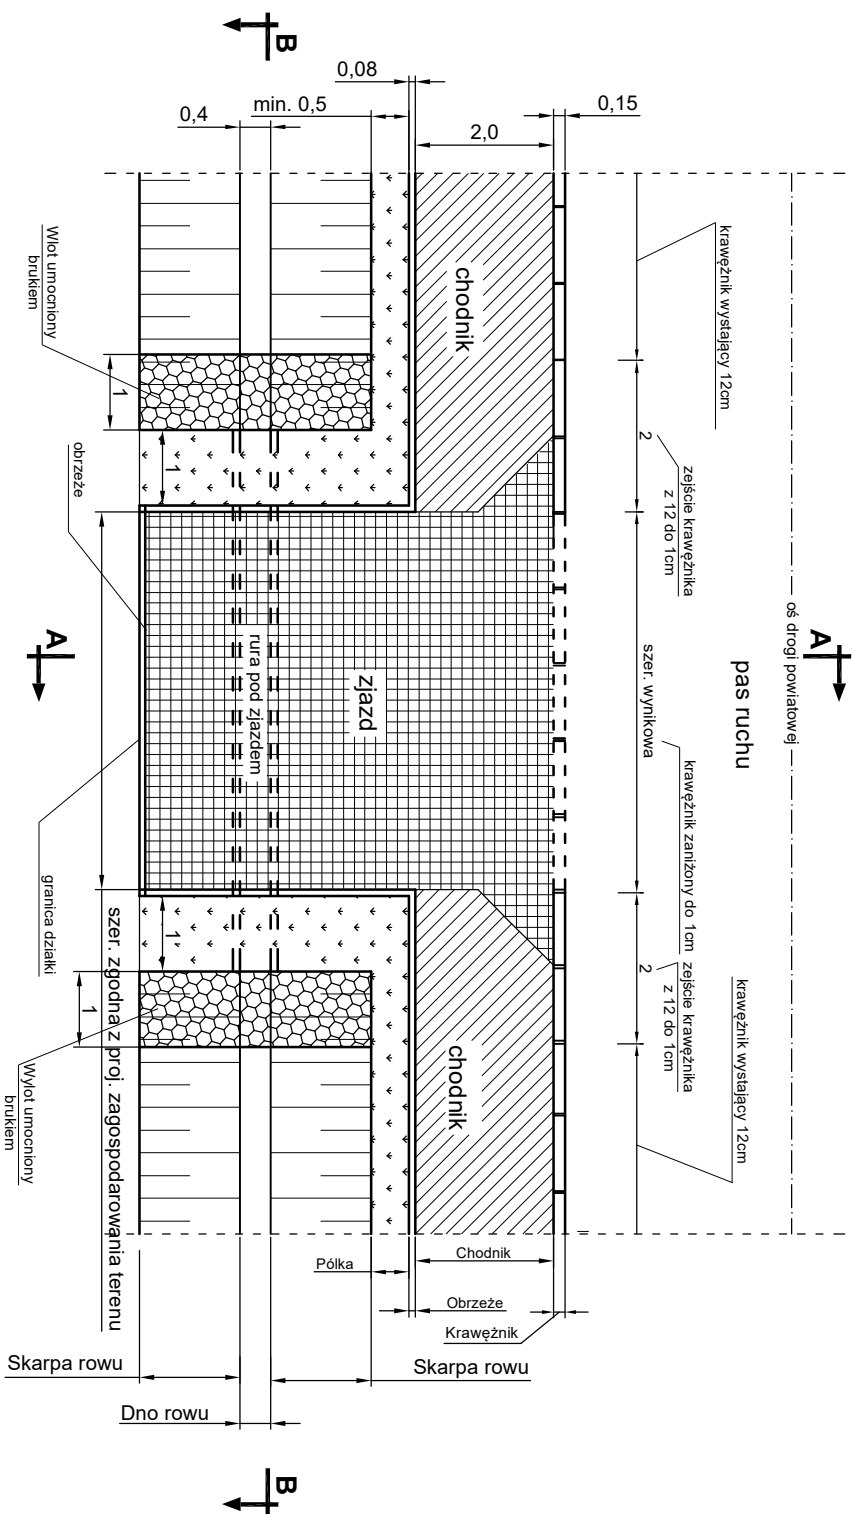 B
0,08
min. 0,5
0,4
2,0
0,15
krawężnik wystający 12cm
chodnik
Wlot umocniony
brukiem
1
1
2
zejście krawężnika
z 12 do 1cm
obrzeże
A
rura pod zjazdem
zjazd
szer. wynikowa
pas ruchu
oś drogi powiatowej
A
krawężnik zaniżony do 1cm
granica działki
szer. zgodna z proj. zagospodarowania terenu
1
1
2
zejście krawężnika
z 12 do 1cm
krawężnik wystający 12cm
chodnik
Wylot umocniony
brukiem
Półka
Chodnik
Obrzeże
Krawężnik
Skarpa rowu
Skarpa rowu
Dno rowu
B